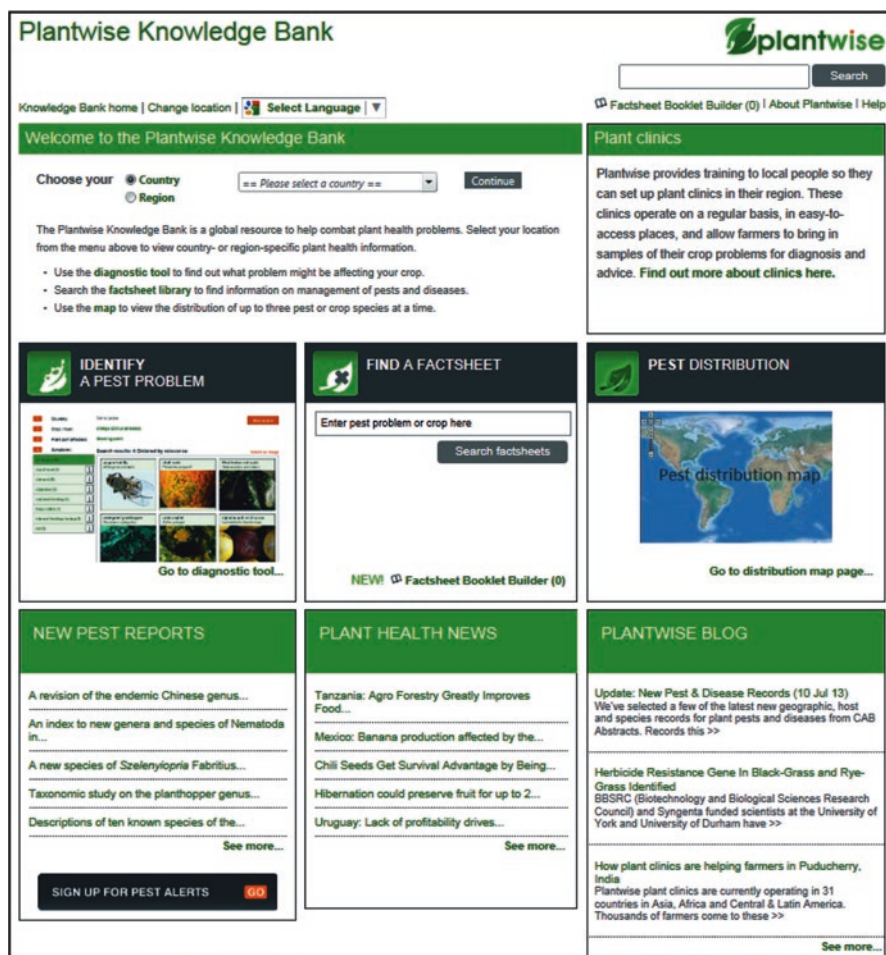 Plantwise Knowledge Bank
plantwise
Search
Knowledge Bank home | Change location | Select Language ▼
Factsheet Booklet Builder (0) | About Plantwise | Help
Welcome to the Plantwise Knowledge Bank
Choose your Country == Please select a country == Continue
Region
The Plantwise Knowledge Bank is a global resource to help combat plant health problems. Select your location
from the menu above to view country- or region-specific plant health information.
• Use the diagnostic tool to find out what problem might be affecting your crop.
• Search the factsheet library to find information on management of pests and diseases.
• Use the map to view the distribution of up to three pest or crop species at a time.
Plant clinics
Plantwise provides training to local people so they
can set up plant clinics in their region. These
clinics operate on a regular basis, in easy-to-
access places, and allow farmers to bring in
samples of their crop problems for diagnosis and
advice. Find out more about clinics here.
IDENTIFY
A PEST PROBLEM
Search results: 4 Ordered by relevance
Go to diagnostic tool...
FIND A FACTSHEET
Enter pest problem or crop here
Search factsheets
NEW! Factsheet Booklet Builder (0)
PEST DISTRIBUTION
Pest distribution map
Go to distribution map page...
NEW PEST REPORTS
A revision of the endemic Chinese genus...
An index to new genera and species of Nematoda
in...
A new species of Szelenyiopria Fabritius...
Taxonomic study on the planthopper genus...
Descriptions of ten known species of the...
See more...
SIGN UP FOR PEST ALERTS GO
PLANT HEALTH NEWS
Tanzania: Agro Forestry Greatly Improves
Food...
Mexico: Banana production affected by the...
Chili Seeds Get Survival Advantage by Being...
Hibernation could preserve fruit for up to 2...
Uruguay: Lack of profitability drives...
See more...
PLANTWISE BLOG
Update: New Pest & Disease Records (10 Jul 13)
We've selected a few of the latest new geographic, host
and species records for plant pests and diseases from CAB
Abstracts. Records this >>
Herbicide Resistance Gene In Black-Grass and Rye-
Grass Identified
BBSRC (Biotechnology and Biological Sciences Research
Council) and Syngenta funded scientists at the University of
York and University of Durham have >>
How plant clinics are helping farmers in Puducherry,
India
Plantwise plant clinics are currently operating in 31
countries in Asia, Africa and Central & Latin America.
Thousands of farmers come to these >>
See more...